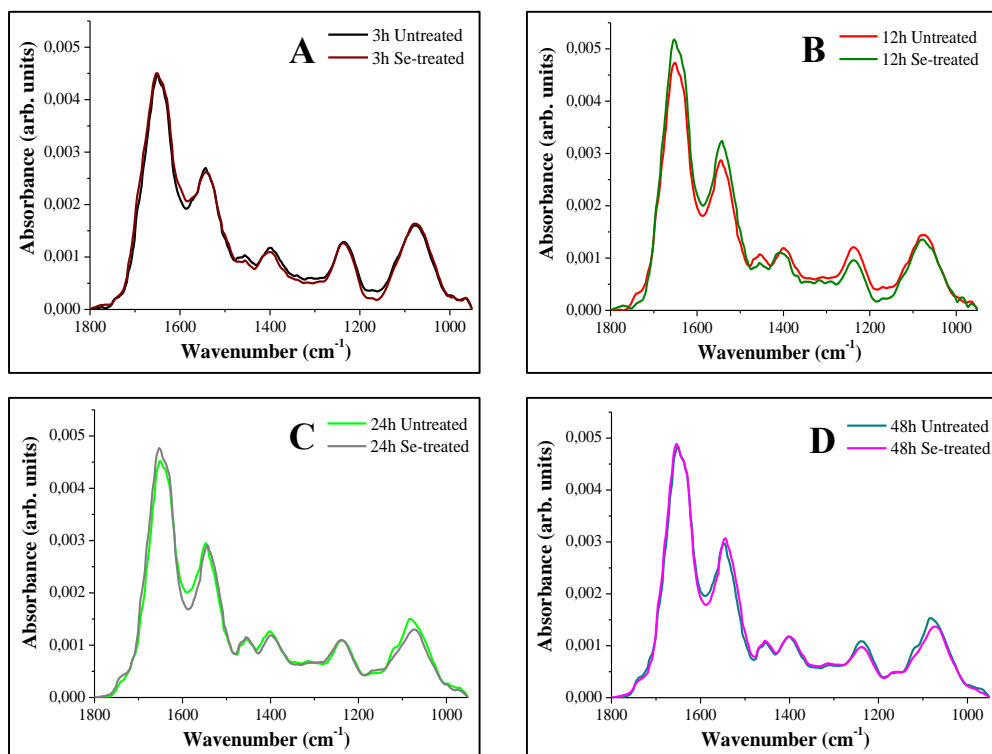 A
3h Untreated
3h Se-treated
0,005
0,004
0,003
0,002
0,001
0,000
Absorbance (arb. units)
1800 1600 1400 1200 1000
Wavenumber (cm-1)
B
12h Untreated
12h Se-treated
0,005
0,004
0,003
0,002
0,001
0,000
Absorbance (arb. units)
1800 1600 1400 1200 1000
Wavenumber (cm-1)
C
24h Untreated
24h Se-treated
0,005
0,004
0,003
0,002
0,001
0,000
Absorbance (arb. units)
1800 1600 1400 1200 1000
Wavenumber (cm-1)
D
48h Untreated
48h Se-treated
0,005
0,004
0,003
0,002
0,001
0,000
Absorbance (arb. units)
1800 1600 1400 1200 1000
Wavenumber (cm-1)